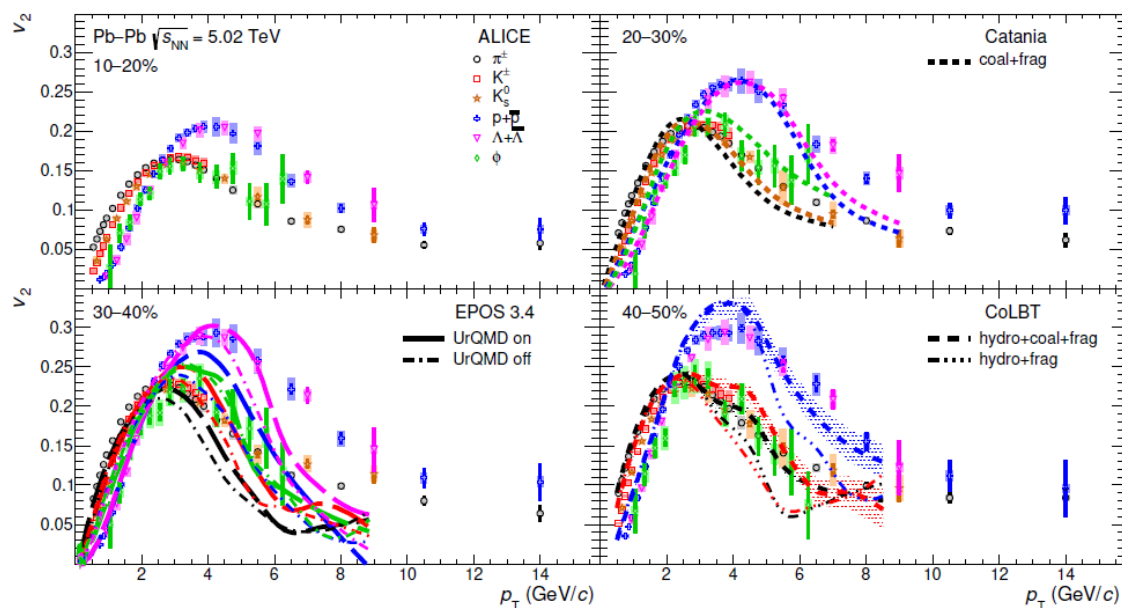 v₂
Pb–Pb √sNN = 5.02 TeV
10–20%
ALICE
π±
K±
K⁰s
p+p̄
Λ+Λ̄
ϕ
0.3
0.25
0.2
0.15
0.1
0.05
20–30%
Catania
coal+frag
v₂
30–40%
EPOS 3.4
UrQMD on
UrQMD off
0.3
0.25
0.2
0.15
0.1
0.05
2 4 6 8 10 12 14
pT (GeV/c)
40–50%
CoLBT
hydro+coal+frag
hydro+frag
2 4 6 8 10 12 14
pT (GeV/c)